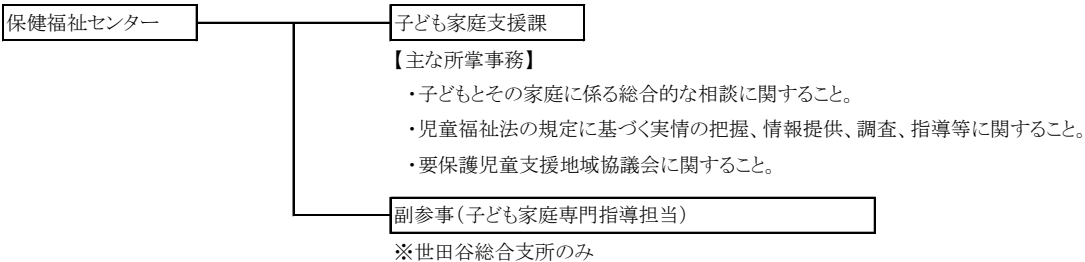 保健福祉センター
子ども家庭支援課
【主な所掌事務】
・子どもとその家庭に係る総合的な相談に関すること。
・児童福祉法の規定に基づく実情の把握、情報提供、調査、指導等に関すること。
・要保護児童支援地域協議会に関すること。
副参事（子ども家庭専門指導担当）
※世田谷総合支所のみ